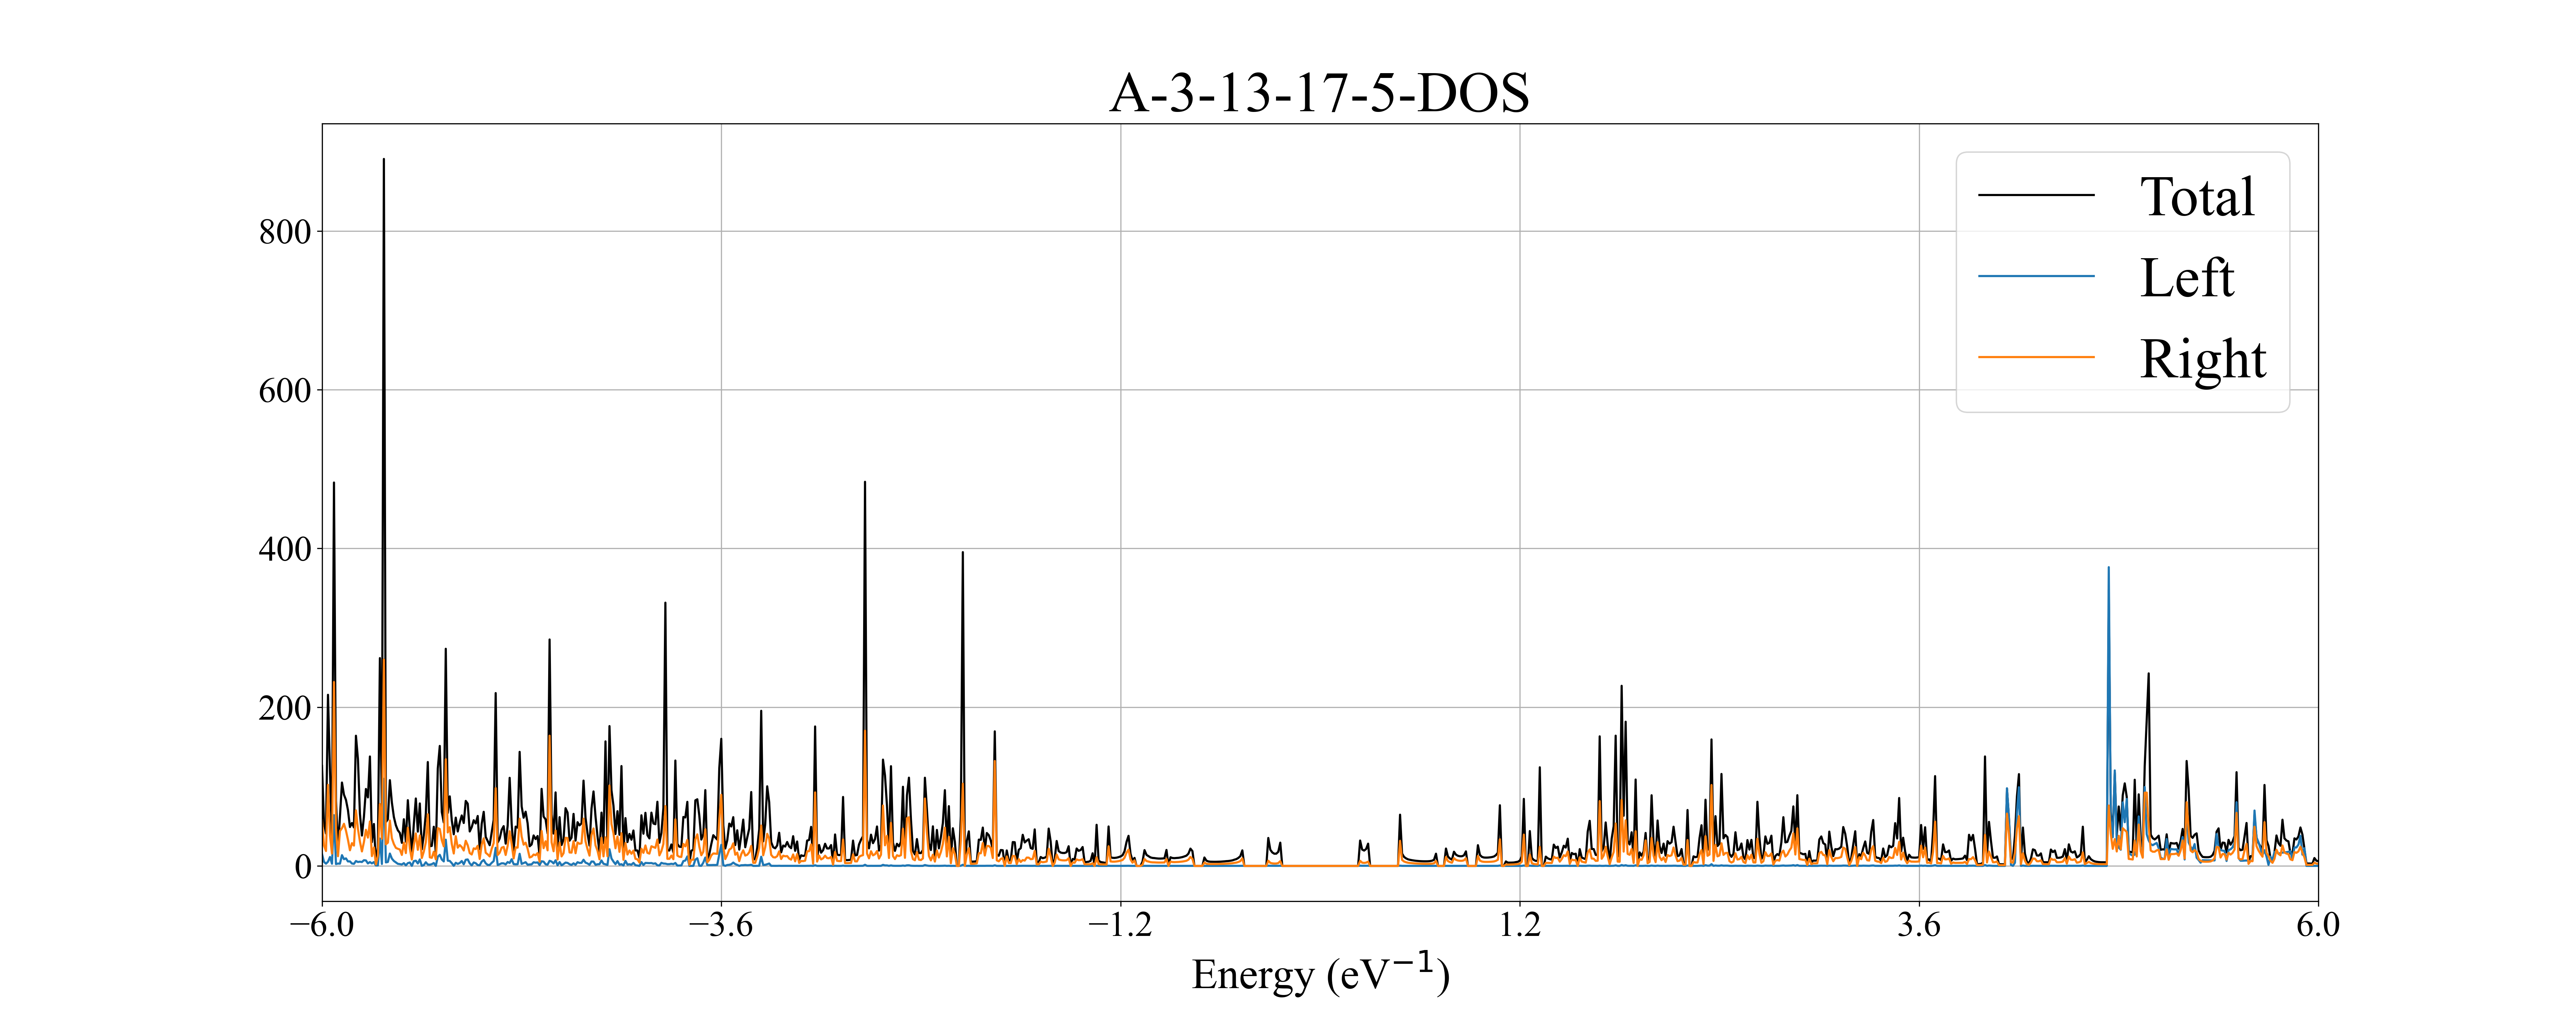 A-3-13-17-5-DOS
Total
Left
Right
800
600
400
200
0
−6.0 −3.6 −1.2 1.2 3.6 6.0
Energy (eV⁻¹)